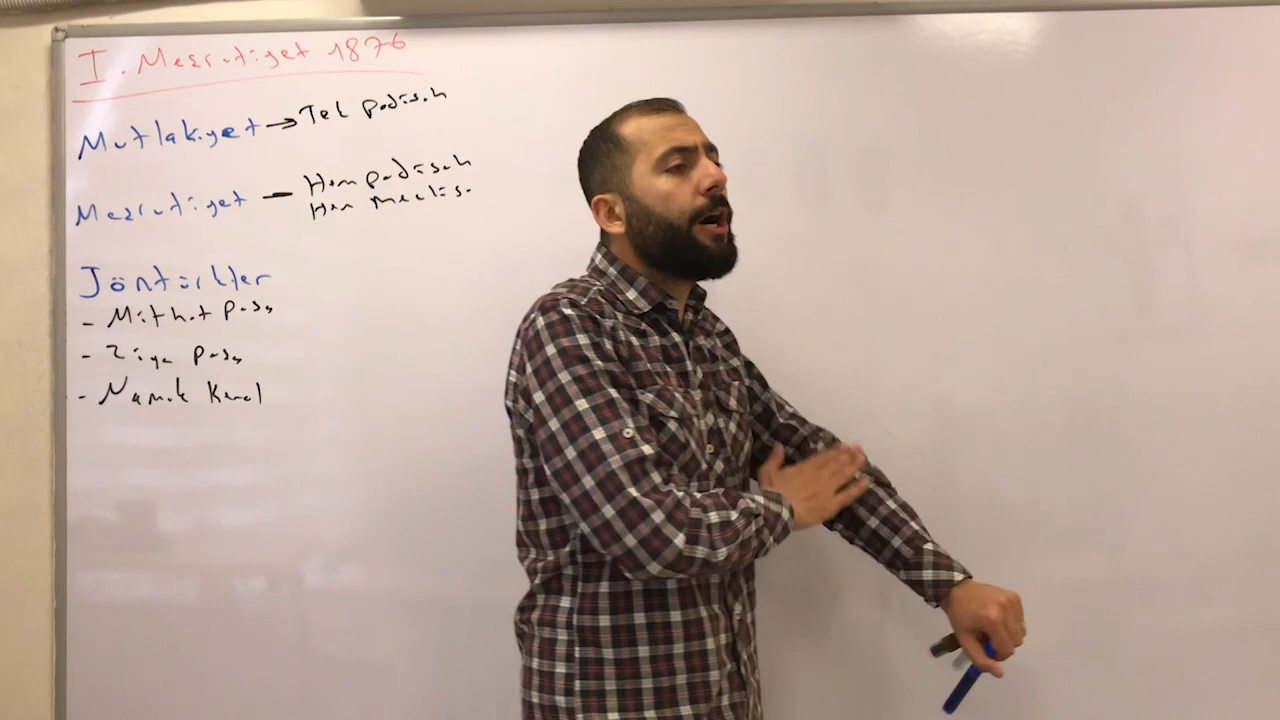 I. Meşrutiyet 1876
Mutlakiyet → Tek padişah
Meşrutiyet - Hem padişah
Hem meclis
Jöntürkler
- Mithat Paşa
- Ziya Paşa
- Namık Kemal